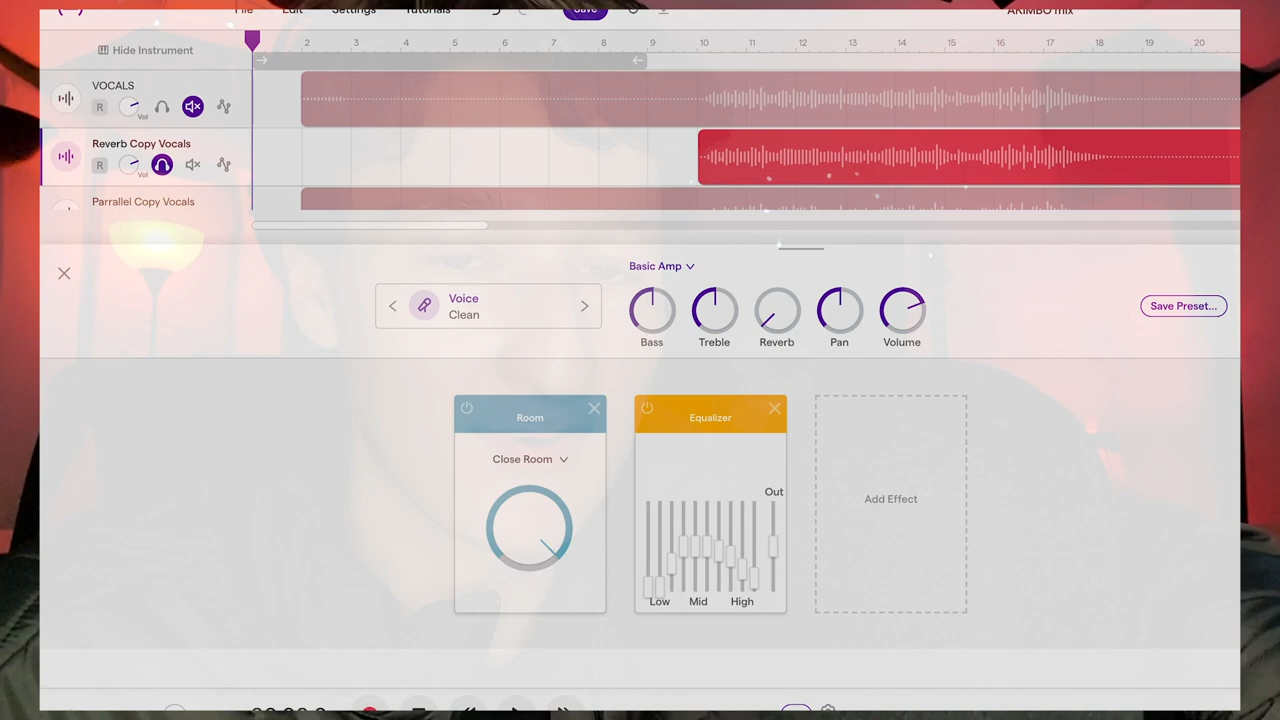 File Edit Settings Tutorials Save AKIMBO mix
Hide Instrument
2 3 4 5 6 7 8 9 10 11 12 13 14 15 16 17 18 19 20
VOCALS
R Vol
Reverb Copy Vocals
R Vol
Parrallel Copy Vocals
Basic Amp
Voice
Clean
Save Preset...
Bass Treble Reverb Pan Volume
Room Equalizer
Close Room
Out
Add Effect
Low Mid High